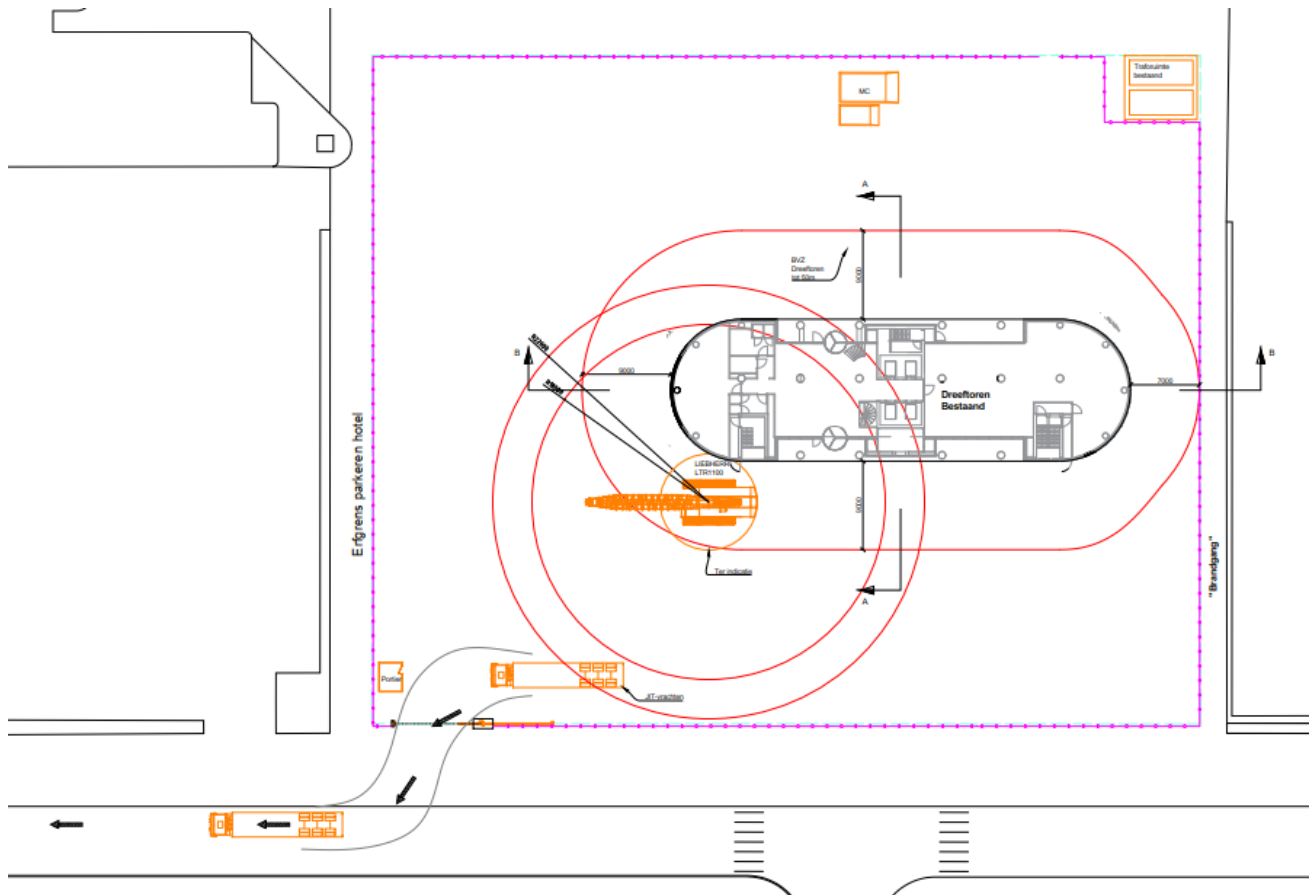 Traforuimte
bestaand
MC
A
BVZ
Dreeftoren
tot 50m
9000
B
B
9000
7000
Dreeftoren
Bestaand
LIEBHERR
LTR1100
9000
Erfgrens parkeren hotel
"Brandgang"
Ter indicatie
A
Portier
JIT-vrachten